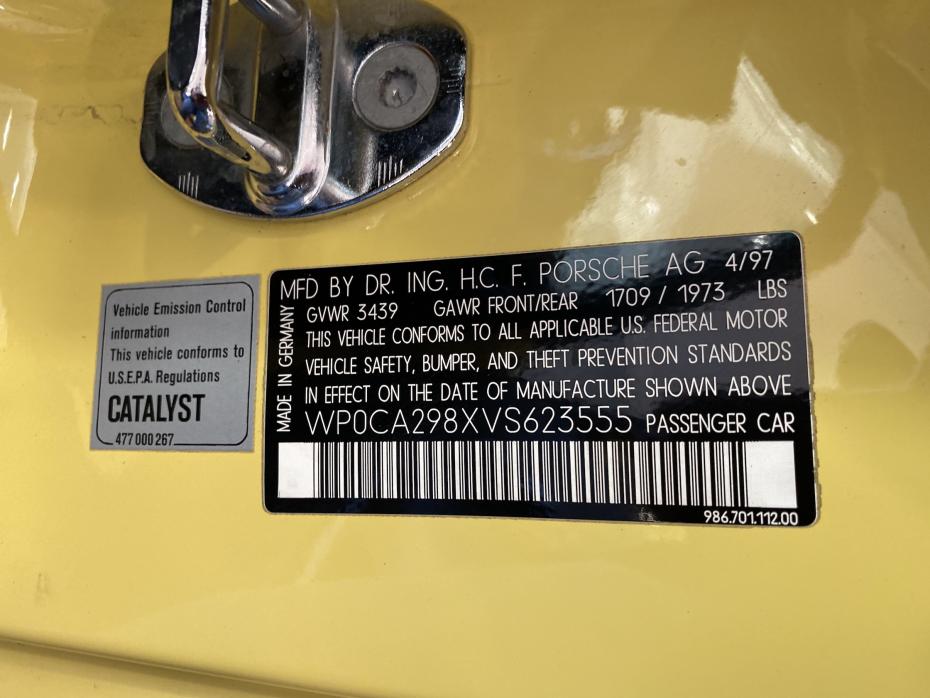 Vehicle Emission Control
information
This vehicle conforms to
U.S.E.P.A. Regulations
CATALYST
477 000 267
MADE IN GERMANY
MFD BY DR. ING. H.C. F. PORSCHE AG 4/97
GVWR 3439 GAWR FRONT/REAR 1709 / 1973 LBS
THIS VEHICLE CONFORMS TO ALL APPLICABLE U.S. FEDERAL MOTOR
VEHICLE SAFETY, BUMPER, AND THEFT PREVENTION STANDARDS
IN EFFECT ON THE DATE OF MANUFACTURE SHOWN ABOVE
WP0CA298XVS623555 PASSENGER CAR
986.701.112.00